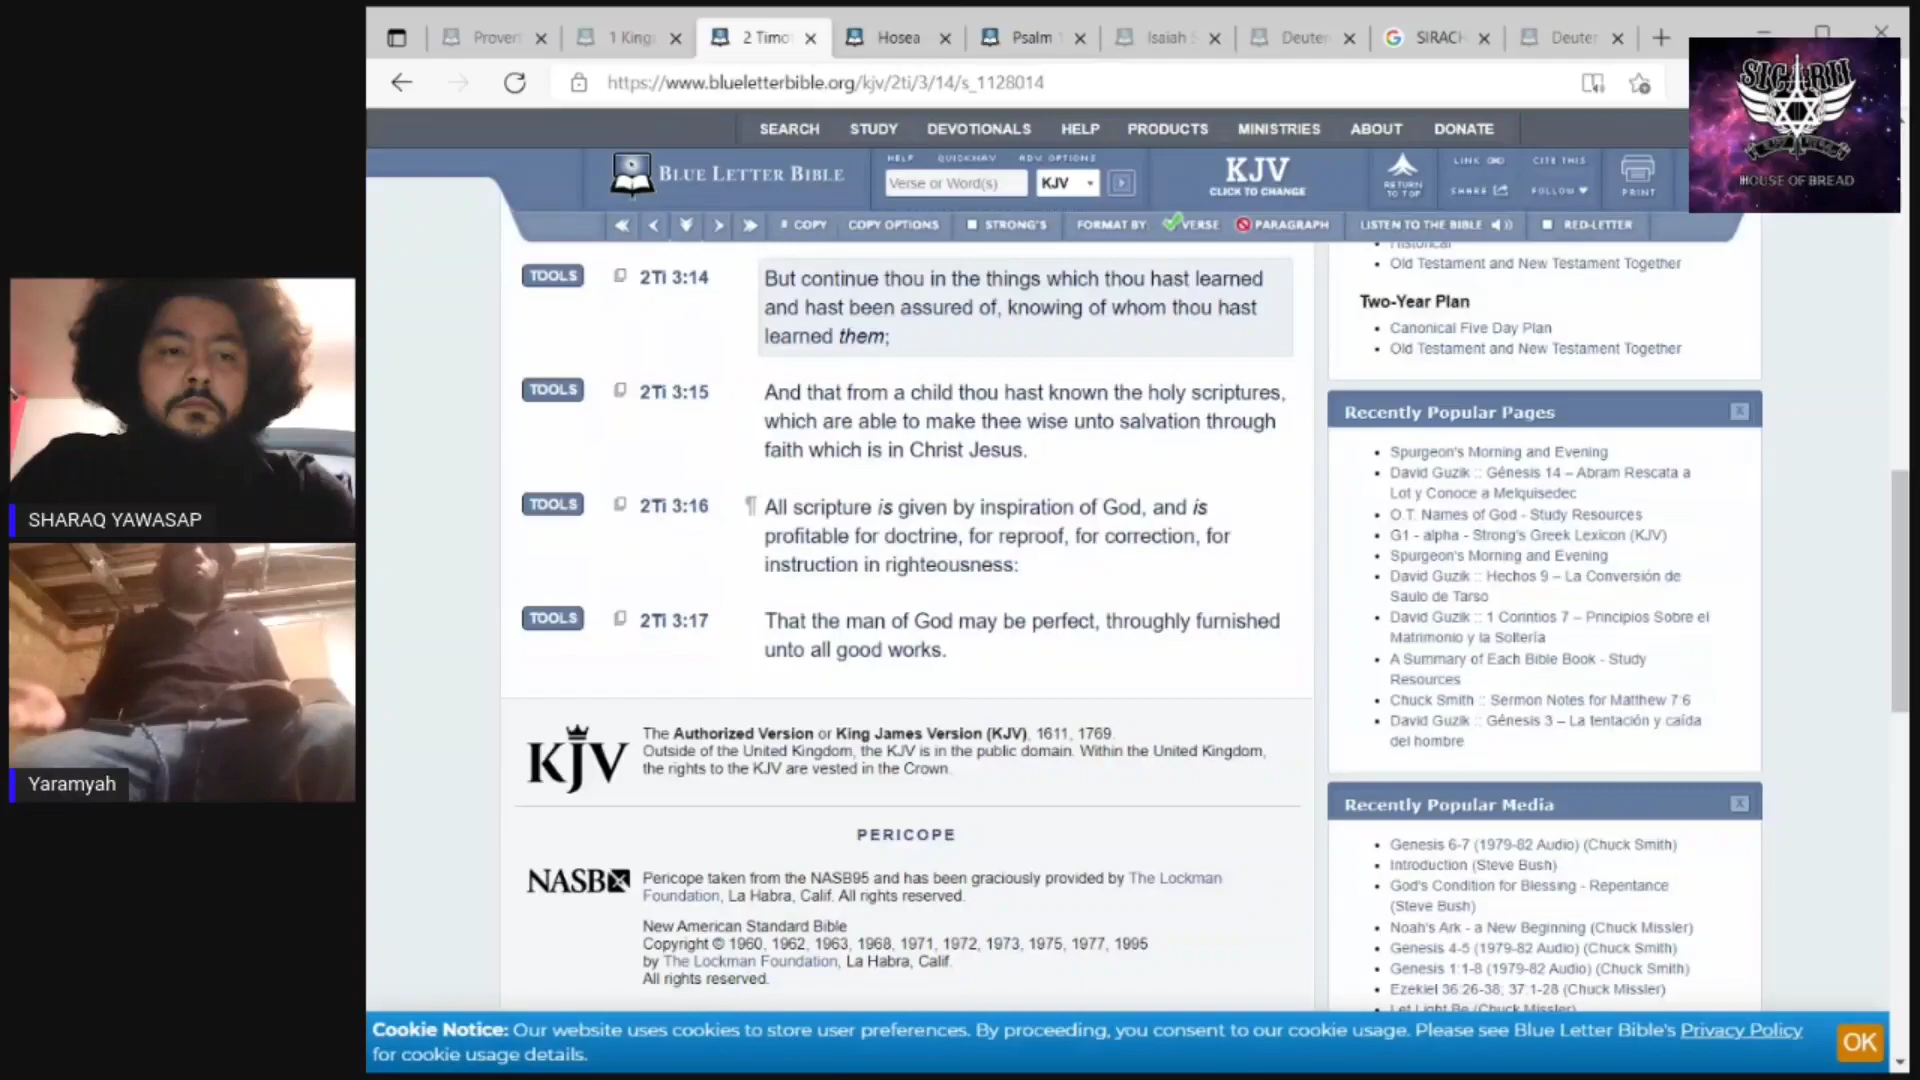 Prover
1 King
2 Timo
Hosea
Psalm
Isaiah
Deuter
SIRACH
Deuter
https://www.blueletterbible.org/kjv/2ti/3/14/s_1128014
SICARII
HOUSE OF BREAD
SEARCH STUDY DEVOTIONALS HELP PRODUCTS MINISTRIES ABOUT DONATE
BLUE LETTER BIBLE
HELP QUICKNAV ADV OPTIONS
Verse or Word(s) KJV
KJV
CLICK TO CHANGE
RETURN
TO TOP
LINK CITE THIS
SHARE FOLLOW
PRINT
COPY COPY OPTIONS STRONG'S FORMAT BY: VERSE PARAGRAPH LISTEN TO THE BIBLE RED-LETTER
TOOLS 2Ti 3:14 But continue thou in the things which thou hast learned
and hast been assured of, knowing of whom thou hast
learned them;
TOOLS 2Ti 3:15 And that from a child thou hast known the holy scriptures,
which are able to make thee wise unto salvation through
faith which is in Christ Jesus.
TOOLS 2Ti 3:16 ¶ All scripture is given by inspiration of God, and is
profitable for doctrine, for reproof, for correction, for
instruction in righteousness:
TOOLS 2Ti 3:17 That the man of God may be perfect, throughly furnished
unto all good works.
KJV
The Authorized Version or King James Version (KJV), 1611, 1769.
Outside of the United Kingdom, the KJV is in the public domain. Within the United Kingdom,
the rights to the KJV are vested in the Crown.
PERICOPE
NASB
Pericope taken from the NASB95 and has been graciously provided by The Lockman
Foundation, La Habra, Calif. All rights reserved.
New American Standard Bible
Copyright © 1960, 1962, 1963, 1968, 1971, 1972, 1973, 1975, 1977, 1995
by The Lockman Foundation, La Habra, Calif.
All rights reserved.
Historical
• Old Testament and New Testament Together
Two-Year Plan
• Canonical Five Day Plan
• Old Testament and New Testament Together
Recently Popular Pages x
• Spurgeon's Morning and Evening
• David Guzik :: Génesis 14 – Abram Rescata a
Lot y Conoce a Melquisedec
• O.T. Names of God - Study Resources
• G1 - alpha - Strong's Greek Lexicon (KJV)
• Spurgeon's Morning and Evening
• David Guzik :: Hechos 9 – La Conversión de
Saulo de Tarso
• David Guzik :: 1 Corintios 7 – Principios Sobre el
Matrimonio y la Soltería
• A Summary of Each Bible Book - Study
Resources
• Chuck Smith :: Sermon Notes for Matthew 7:6
• David Guzik :: Génesis 3 – La tentación y caída
del hombre
Recently Popular Media x
• Genesis 6-7 (1979-82 Audio) (Chuck Smith)
• Introduction (Steve Bush)
• God's Condition for Blessing - Repentance
(Steve Bush)
• Noah's Ark - a New Beginning (Chuck Missler)
• Genesis 4-5 (1979-82 Audio) (Chuck Smith)
• Genesis 1:1-8 (1979-82 Audio) (Chuck Smith)
• Ezekiel 36:26-38; 37:1-28 (Chuck Missler)
Let Light Be (Chuck Missler)
SHARAQ YAWASAP
Yaramyah
Cookie Notice: Our website uses cookies to store user preferences. By proceeding, you consent to our cookie usage. Please see Blue Letter Bible's Privacy Policy
for cookie usage details.
OK